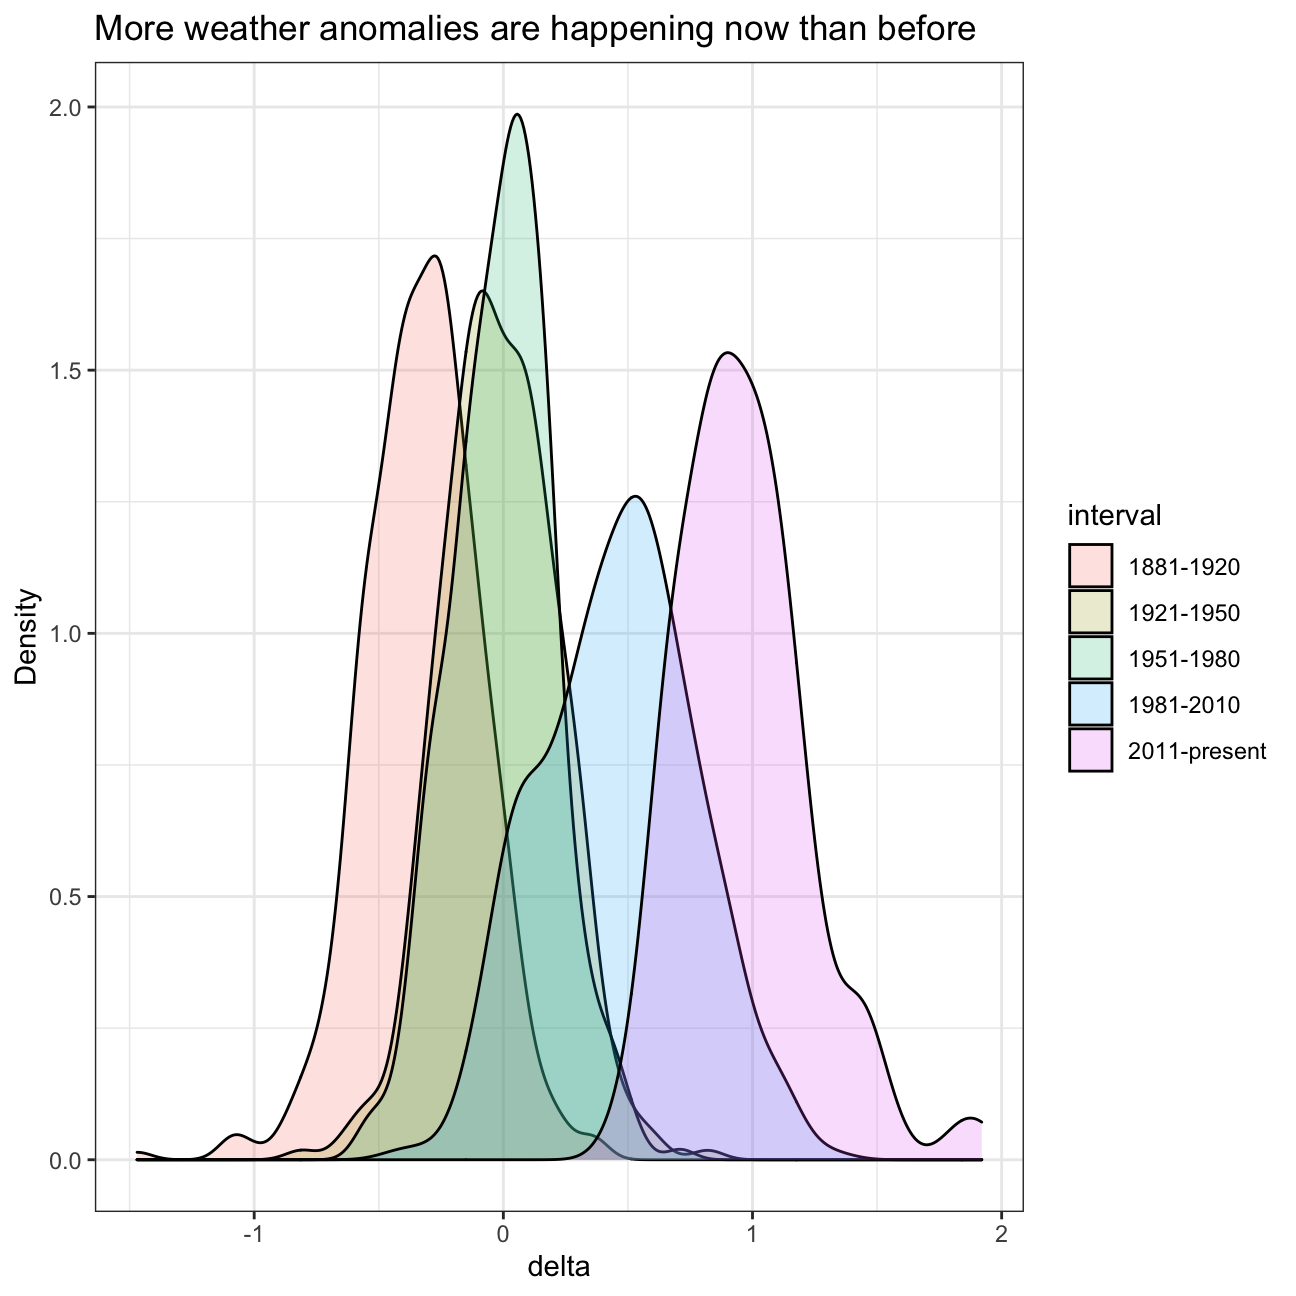 More weather anomalies are happening now than before
2.0
1.5
1.0
0.5
0.0
Density
-1 0 1 2
delta
interval
1881-1920
1921-1950
1951-1980
1981-2010
2011-present